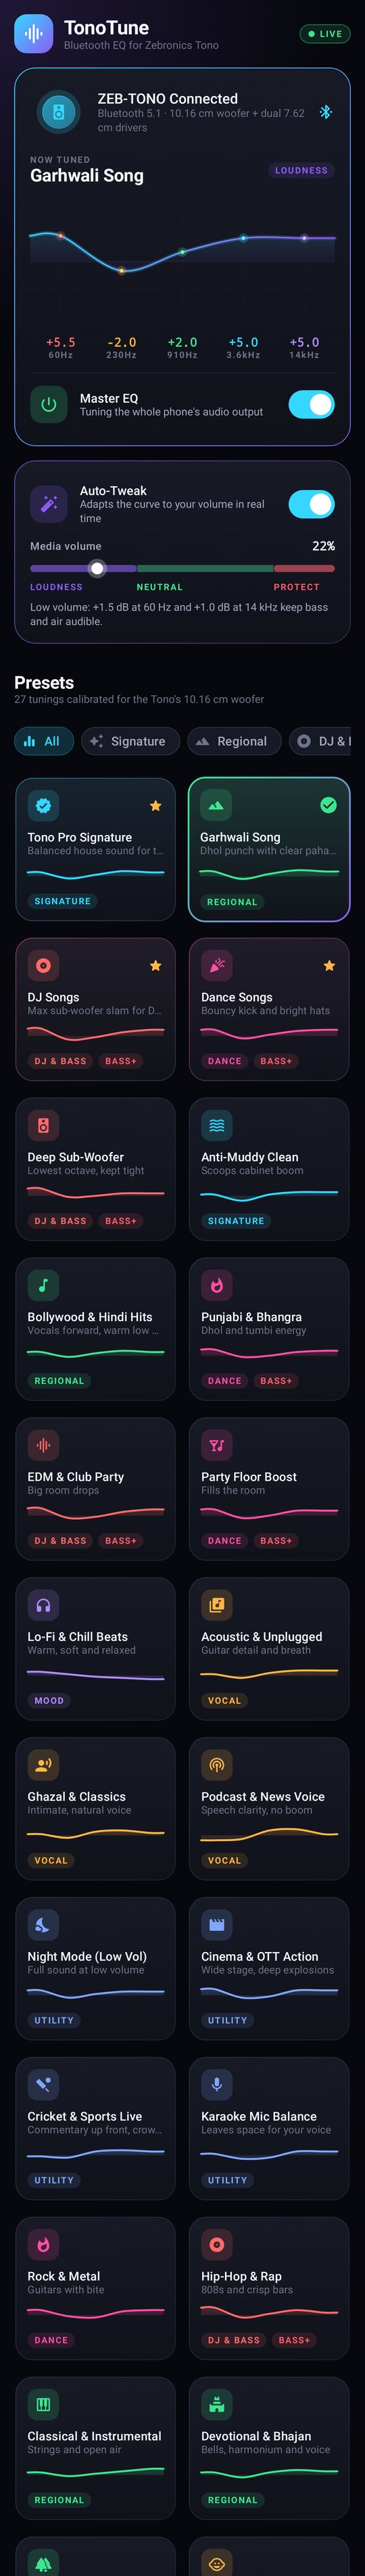 TonoTune
Bluetooth EQ for Zebronics Tono
LIVE
ZEB-TONO Connected
Bluetooth 5.1 · 10.16 cm woofer + dual 7.62
cm drivers
NOW TUNED
Garhwali Song
LOUDNESS
+5.5 -2.0 +2.0 +5.0 +5.0
60Hz 230Hz 910Hz 3.6kHz 14kHz
Master EQ
Tuning the whole phone's audio output
Auto-Tweak
Adapts the curve to your volume in real
time
Media volume 22%
LOUDNESS NEUTRAL PROTECT
Low volume: +1.5 dB at 60 Hz and +1.0 dB at 14 kHz keep bass
and air audible.
Presets
27 tunings calibrated for the Tono's 10.16 cm woofer
All Signature Regional DJ &
Tono Pro Signature
Balanced house sound for t...
SIGNATURE
Garhwali Song
Dhol punch with clear paha...
REGIONAL
DJ Songs
Max sub-woofer slam for D...
DJ & BASS BASS+
Dance Songs
Bouncy kick and bright hats
DANCE BASS+
Deep Sub-Woofer
Lowest octave, kept tight
DJ & BASS BASS+
Anti-Muddy Clean
Scoops cabinet boom
SIGNATURE
Bollywood & Hindi Hits
Vocals forward, warm low ...
REGIONAL
Punjabi & Bhangra
Dhol and tumbi energy
DANCE BASS+
EDM & Club Party
Big room drops
DJ & BASS BASS+
Party Floor Boost
Fills the room
DANCE BASS+
Lo-Fi & Chill Beats
Warm, soft and relaxed
MOOD
Acoustic & Unplugged
Guitar detail and breath
VOCAL
Ghazal & Classics
Intimate, natural voice
VOCAL
Podcast & News Voice
Speech clarity, no boom
VOCAL
Night Mode (Low Vol)
Full sound at low volume
UTILITY
Cinema & OTT Action
Wide stage, deep explosions
UTILITY
Cricket & Sports Live
Commentary up front, crow...
UTILITY
Karaoke Mic Balance
Leaves space for your voice
UTILITY
Rock & Metal
Guitars with bite
DANCE
Hip-Hop & Rap
808s and crisp bars
DJ & BASS BASS+
Classical & Instrumental
Strings and open air
REGIONAL
Devotional & Bhajan
Bells, harmonium and voice
REGIONAL